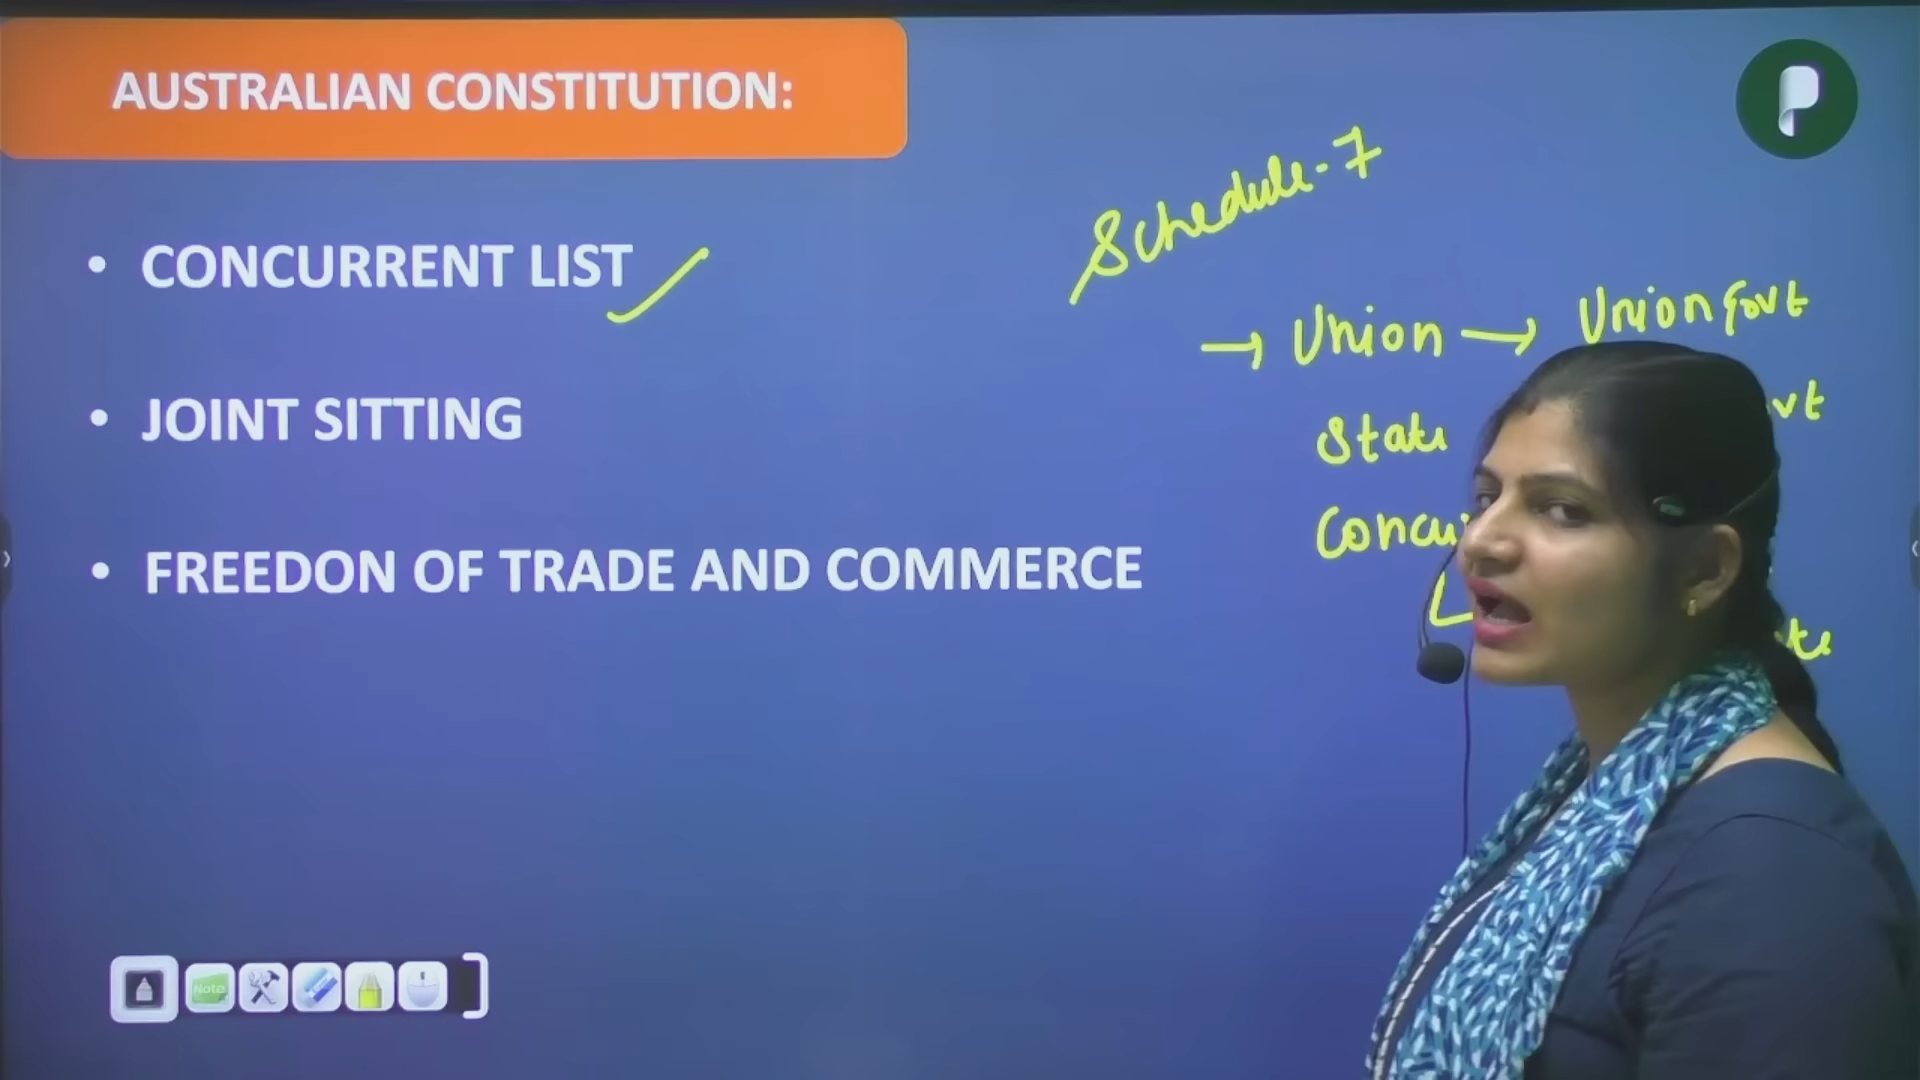 AUSTRALIAN CONSTITUTION:
Schedule-7
• CONCURRENT LIST
→ Union → Union Govt
• JOINT SITTING
State
• FREEDON OF TRADE AND COMMERCE
Note